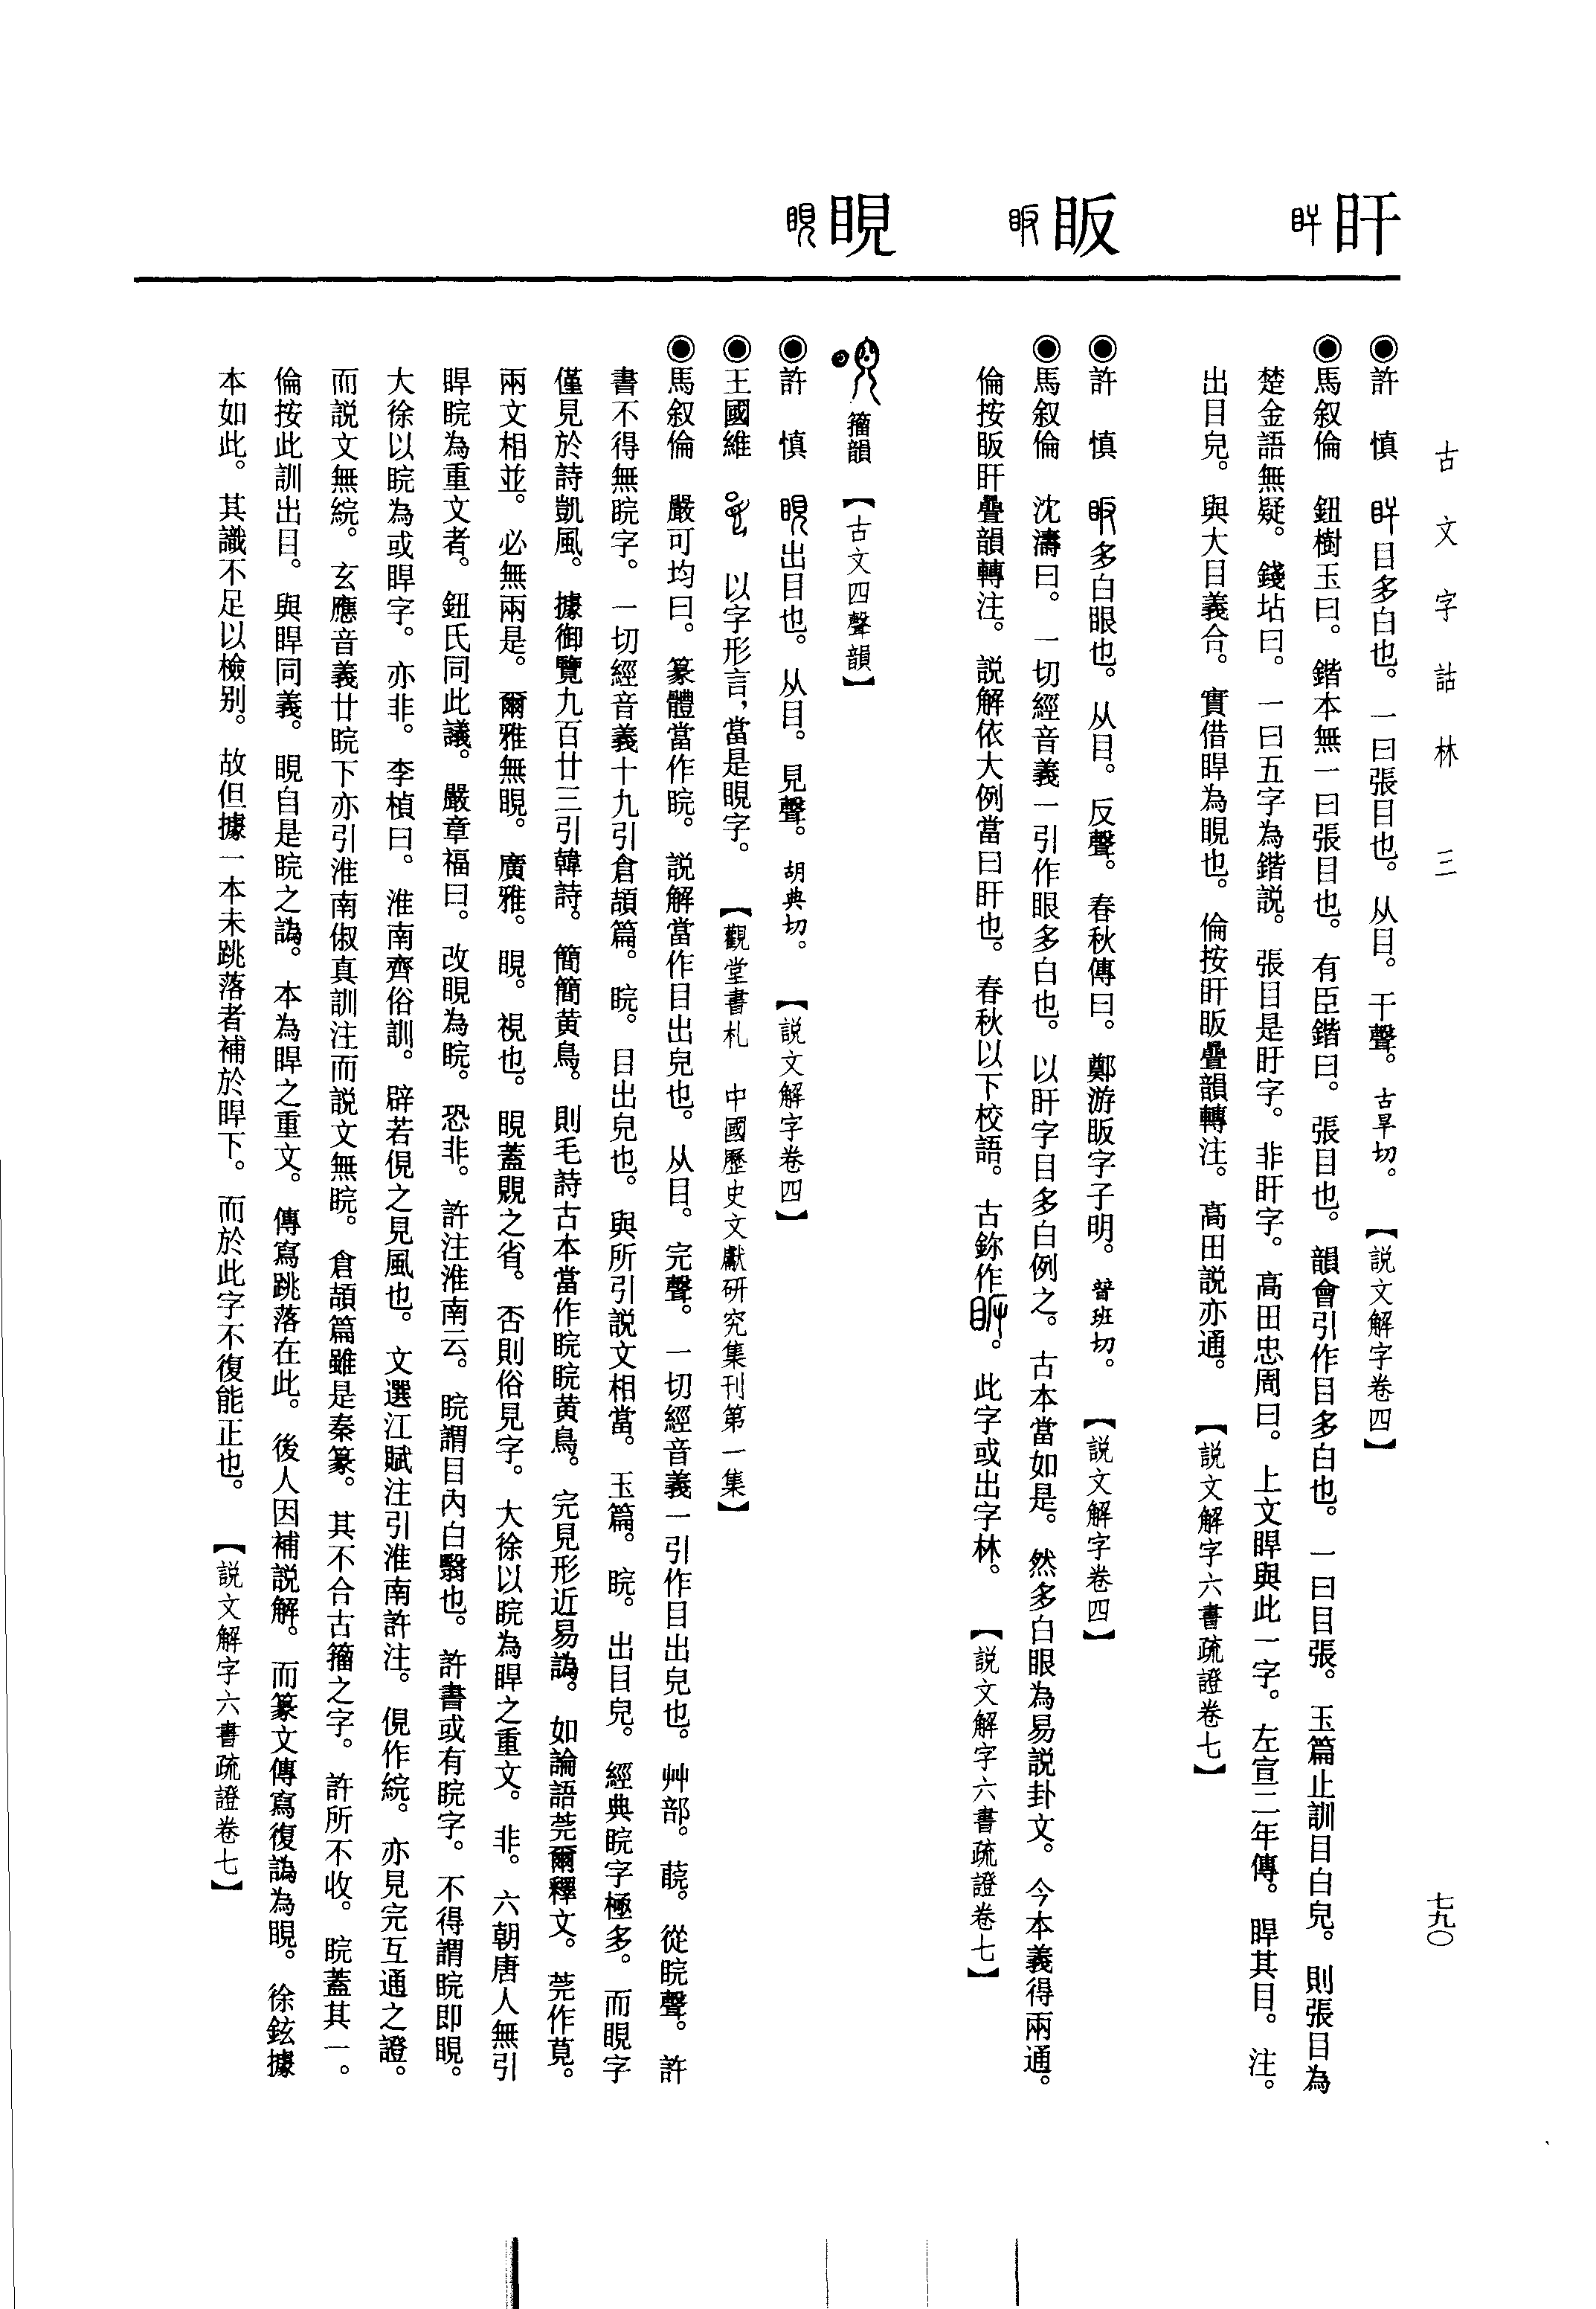 古文字詁林 三
七九〇
盰
眅
睍
◉許 慎 目多白也。一曰張目也。从目。干聲。古旱切。 【説文解字卷四】
◉馬叙倫 鈕樹玉曰。鍇本無一曰張目也。有臣鍇曰。張目也。韻會引作目多白也。一曰目張。玉篇止訓目白皃。則張目為
楚金語無疑。錢坫曰。一曰五字為鍇説。張目是盱字。非盰字。高田忠周曰。上文睅與此一字。左宣二年傳。睅其目。注。
出目皃。與大目義合。實借睅為睍也。倫按盰眅疊韻轉注。高田説亦通。 【説文解字六書疏證卷七】
◉許 慎 多白眼也。从目。反聲。春秋傳曰。鄭游眅字子明。普班切。 【説文解字卷四】
◉馬叙倫 沈濤曰。一切經音義一引作眼多白也。以盰字目多白例之。古本當如是。然多白眼為易説卦文。今本義得兩通。
倫按眅盰疊韻轉注。説解依大例當曰盰也。春秋以下校語。古鉨作。此字或出字林。 【説文解字六書疏證卷七】
籀韻 【古文四聲韻】
◉許 慎 出目也。从目。見聲。胡典切。 【説文解字卷四】
◉王國維 以字形言,當是睍字。 【觀堂書札 中國歷史文獻研究集刊第一集】
◉馬叙倫 嚴可均曰。篆體當作睆。説解當作目出皃也。从目。完聲。一切經音義一引作目出皃也。艸部。䓴。從睆聲。許
書不得無睆字。一切經音義十九引倉頡篇。睆。目出皃也。與所引説文相當。玉篇。睆。出目皃。經典睆字極多。而睍字
僅見於詩凱風。據御覽九百廿三引韓詩。簡簡黄鳥。則毛詩古本當作睆睆黄鳥。完見形近易譌。如論語莞爾釋文。莞作莧。
兩文相並。必無兩是。爾雅無睍。廣雅。睍。視也。睍蓋覞之省。否則俗見字。大徐以睆為睅之重文。非。六朝唐人無引
睅睆為重文者。鈕氏同此議。嚴章福曰。改睍為睆。恐非。許注淮南云。睆謂目內白翳也。許書或有睆字。不得謂睆即睍。
大徐以睆為或睅字。亦非。李楨曰。淮南齊俗訓。辟若俔之見風也。文選江賦注引淮南許注。俔作綄。亦見完互通之證。
而説文無綄。玄應音義廿睆下亦引淮南俶真訓注而説文無睆。倉頡篇雖是秦篆。其不合古籀之字。許所不收。睆蓋其一。
倫按此訓出目。與睅同義。睍自是睆之譌。本為睅之重文。傳寫跳落在此。後人因補説解。而篆文傳寫復譌為睍。徐鉉據
本如此。其識不足以檢别。故但據一本未跳落者補於睅下。而於此字不復能正也。 【説文解字六書疏證卷七】